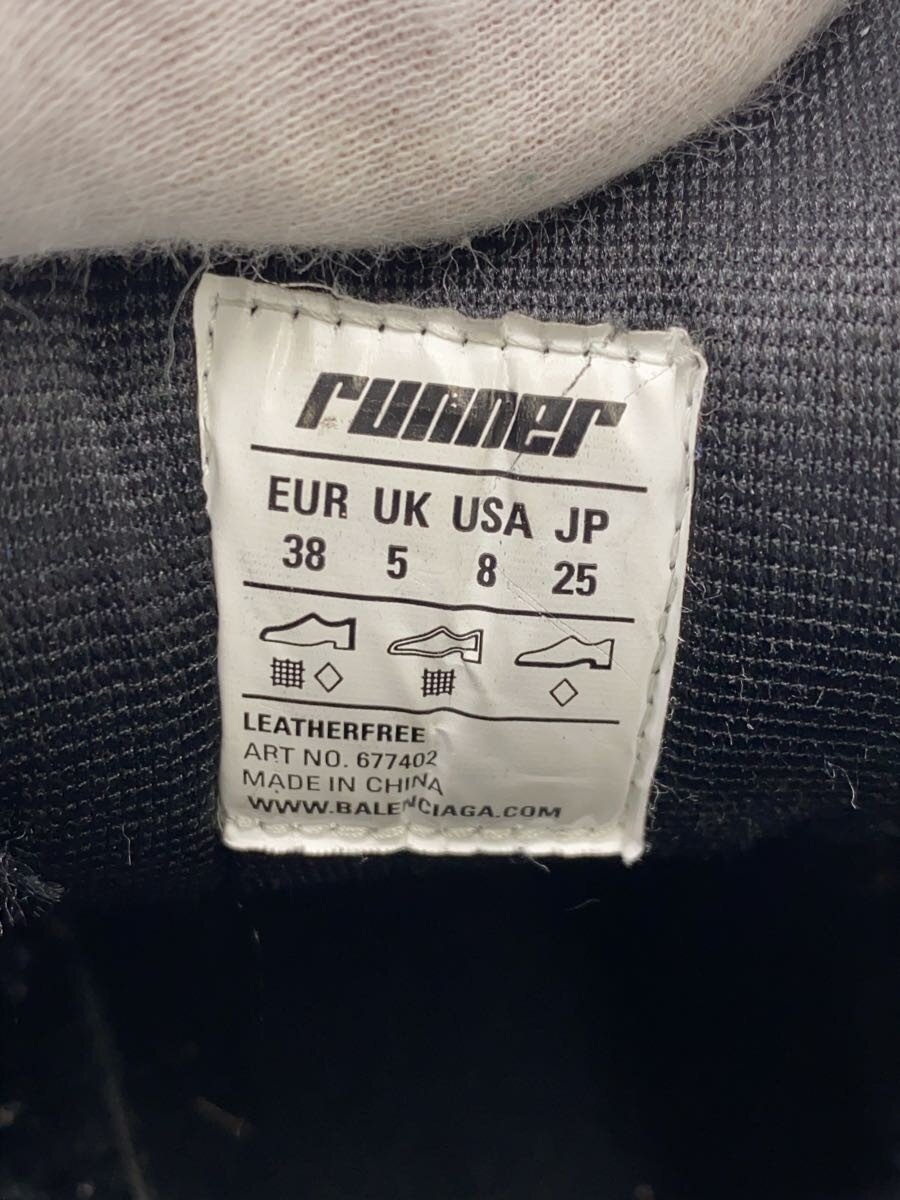 runner
EUR UK USA JP
38 5 8 25
LEATHERFREE
ART NO. 677402
MADE IN CHINA
WWW.BALENCIAGA.COM